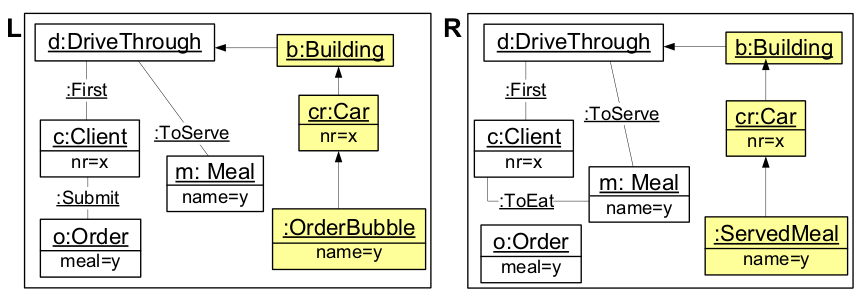 L
d:DriveThrough
b:Building
:First
cr:Car
nr=x
c:Client
nr=x
:ToServe
m: Meal
name=y
:Submit
o:Order
meal=y
:OrderBubble
name=y
R
d:DriveThrough
b:Building
:First
cr:Car
nr=x
:ToServe
c:Client
nr=x
m: Meal
name=y
:ToEat
o:Order
meal=y
:ServedMeal
name=y